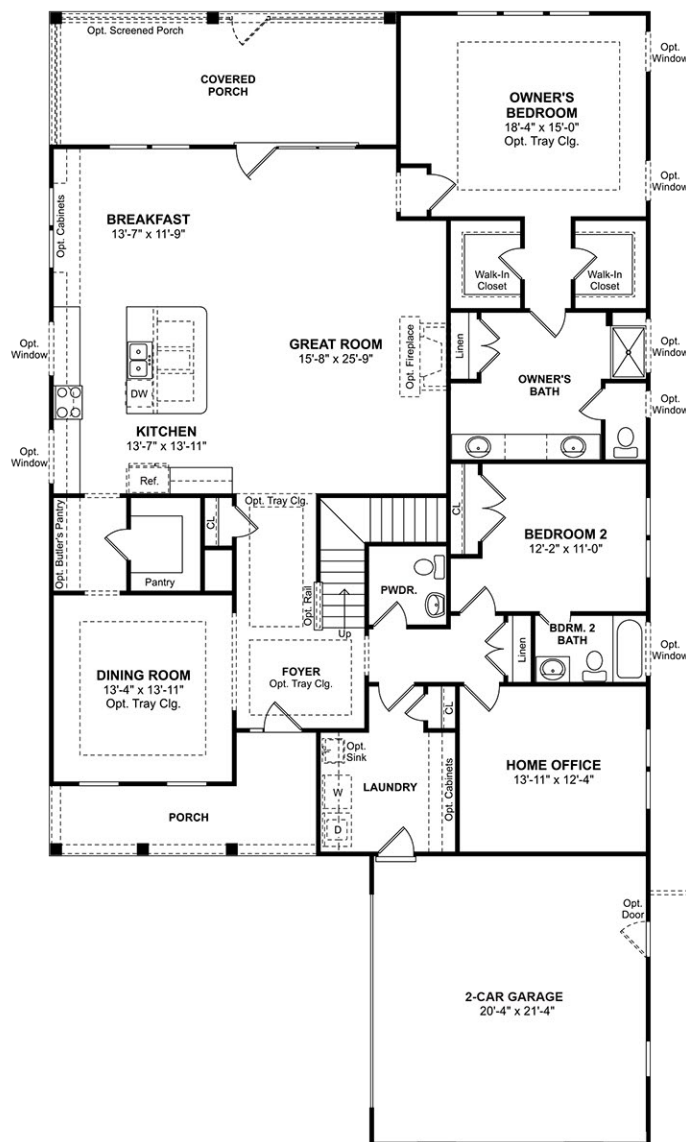 Opt. Screened Porch
COVERED
PORCH
OWNER'S
BEDROOM
18'-4" x 15'-0"
Opt. Tray Clg.
Opt.
Window
Opt.
Window
BREAKFAST
13'-7" x 11'-9"
Opt. Cabinets
Walk-In
Closet
Walk-In
Closet
Opt.
Window
GREAT ROOM
15'-8" x 25'-9"
Opt. Fireplace
Linen
OWNER'S
BATH
Opt.
Window
Opt.
Window
DW
KITCHEN
13'-7" x 13'-11"
Opt.
Window
Ref.
Opt. Tray Clg.
CL
BEDROOM 2
12'-2" x 11'-0"
Opt. Butler's Pantry
Pantry
CL
Opt. Rail
Up
PWDR.
BDRM. 2
BATH
Linen
Opt.
Window
DINING ROOM
13'-4" x 13'-11"
Opt. Tray Clg.
FOYER
Opt. Tray Clg.
CL
Opt.
Sink
W
D
LAUNDRY
Opt. Cabinets
HOME OFFICE
13'-11" x 12'-4"
PORCH
Opt.
Door
2-CAR GARAGE
20'-4" x 21'-4"